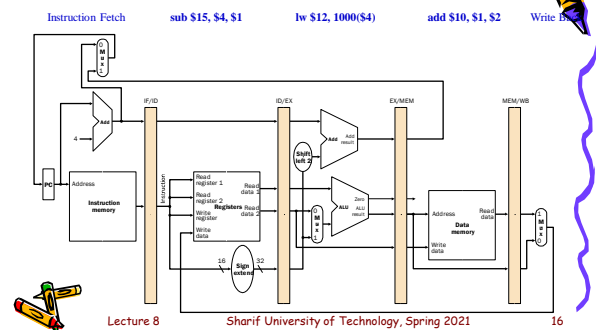 Instruction Fetch sub $15, $4, $1 lw $12, 1000($4) add $10, $1, $2 Write
0
M
u
x
1
IF/ID
ID/EX
EX/MEM
MEM/WB
Add
4
Add
Add
result
Shift
left 2
PC
Address
Instruction
memory
Instruction
Read
register 1
Read
register 2
Registers
Write
register
Write
data
Read
data 1
Read
data 2
0
M
u
x
1
Zero
ALU
ALU
result
Address
Read
data
Data
memory
Write
data
1
M
u
x
0
16
Sign
extend
32
Lecture 8 Sharif University of Technology, Spring 2021 16